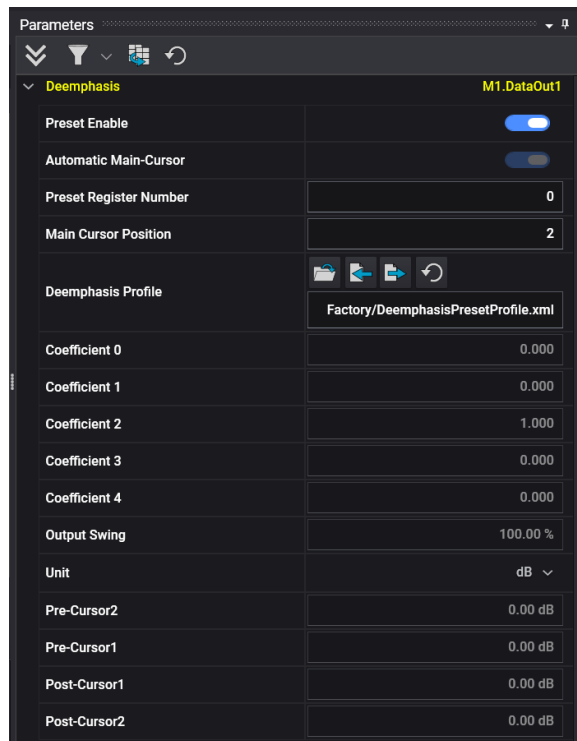 Parameters
Deemphasis M1.DataOut1
Preset Enable
Automatic Main-Cursor
Preset Register Number 0
Main Cursor Position 2
Deemphasis Profile
Factory/DeemphasisPresetProfile.xml
Coefficient 0 0.000
Coefficient 1 0.000
Coefficient 2 1.000
Coefficient 3 0.000
Coefficient 4 0.000
Output Swing 100.00 %
Unit dB
Pre-Cursor2 0.00 dB
Pre-Cursor1 0.00 dB
Post-Cursor1 0.00 dB
Post-Cursor2 0.00 dB